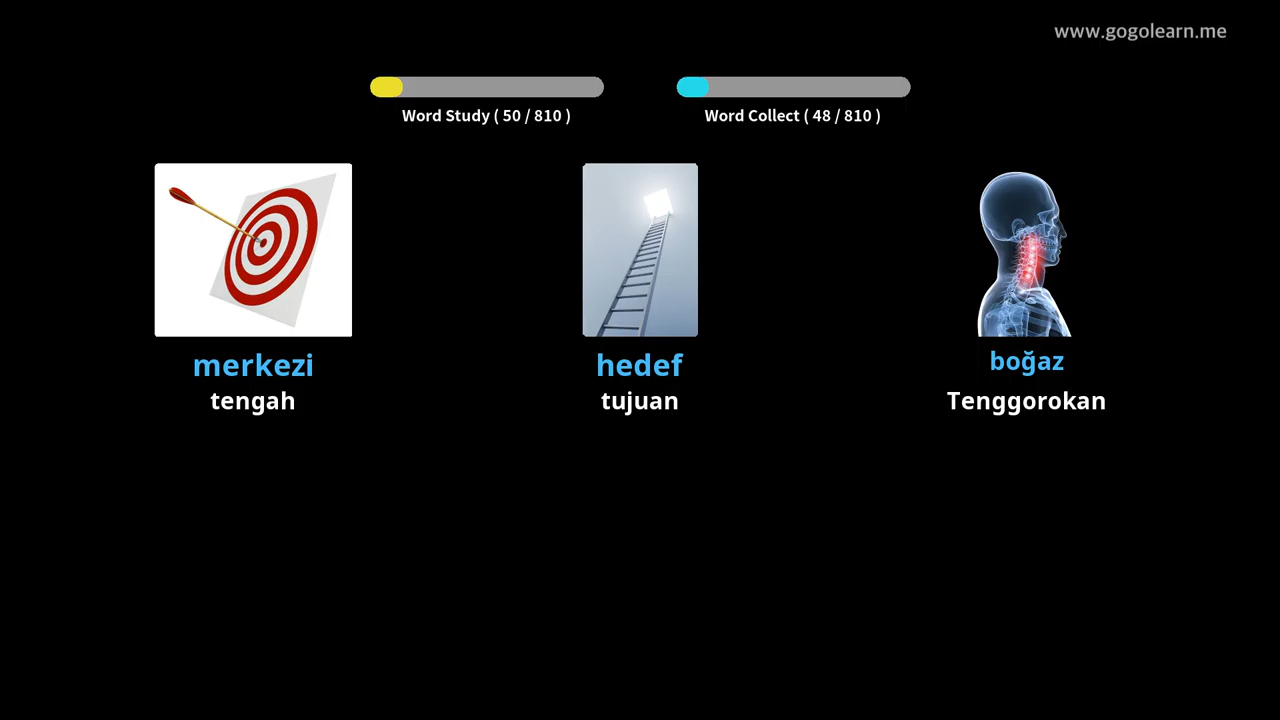 www.gogolearn.me
Word Study ( 50 / 810 )
Word Collect ( 48 / 810 )
merkezi
tengah
hedef
tujuan
boğaz
Tenggorokan